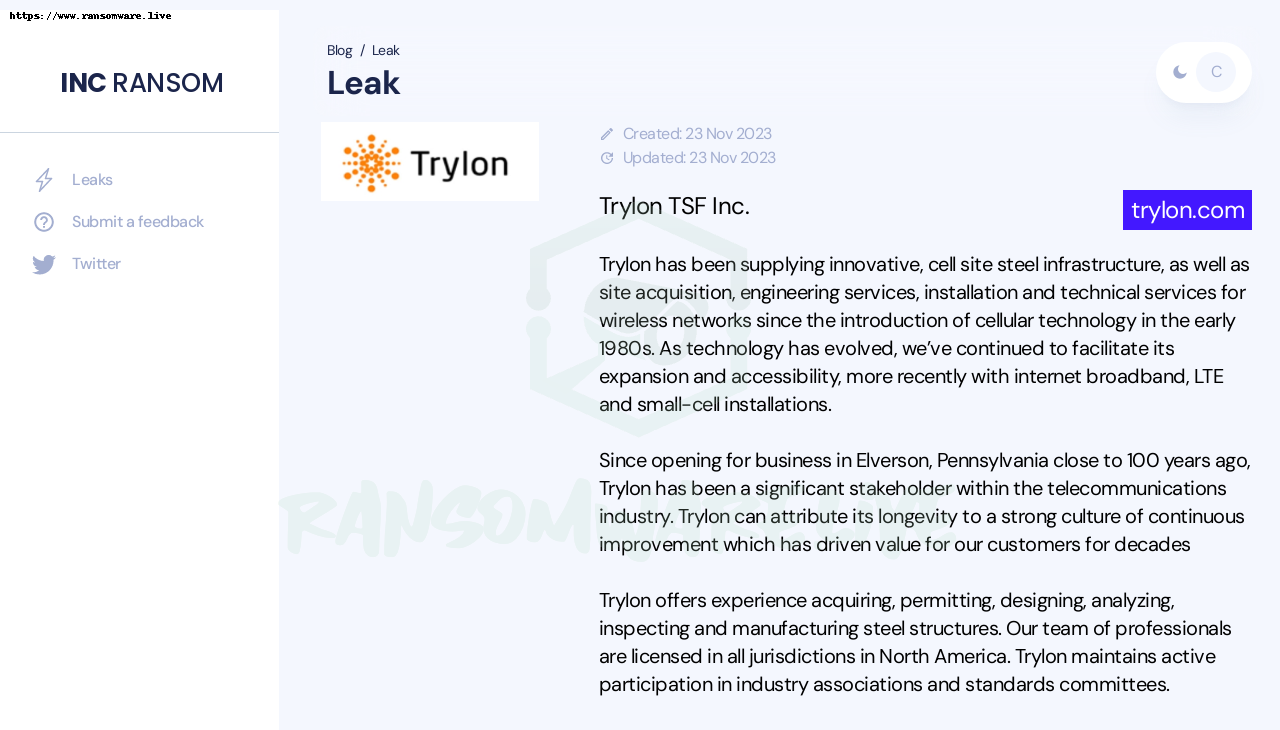 https://www.ransomware.live
INC RANSOM
Leaks
Submit a feedback
Twitter
Blog / Leak
Leak
C
Trylon
Created: 23 Nov 2023
Updated: 23 Nov 2023
Trylon TSF Inc.
trylon.com
Trylon has been supplying innovative, cell site steel infrastructure, as well as
site acquisition, engineering services, installation and technical services for
wireless networks since the introduction of cellular technology in the early
1980s. As technology has evolved, we’ve continued to facilitate its
expansion and accessibility, more recently with internet broadband, LTE
and small-cell installations.
Since opening for business in Elverson, Pennsylvania close to 100 years ago,
Trylon has been a significant stakeholder within the telecommunications
industry. Trylon can attribute its longevity to a strong culture of continuous
improvement which has driven value for our customers for decades
Trylon offers experience acquiring, permitting, designing, analyzing,
inspecting and manufacturing steel structures. Our team of professionals
are licensed in all jurisdictions in North America. Trylon maintains active
participation in industry associations and standards committees.
RANSOMWARE.LIVE